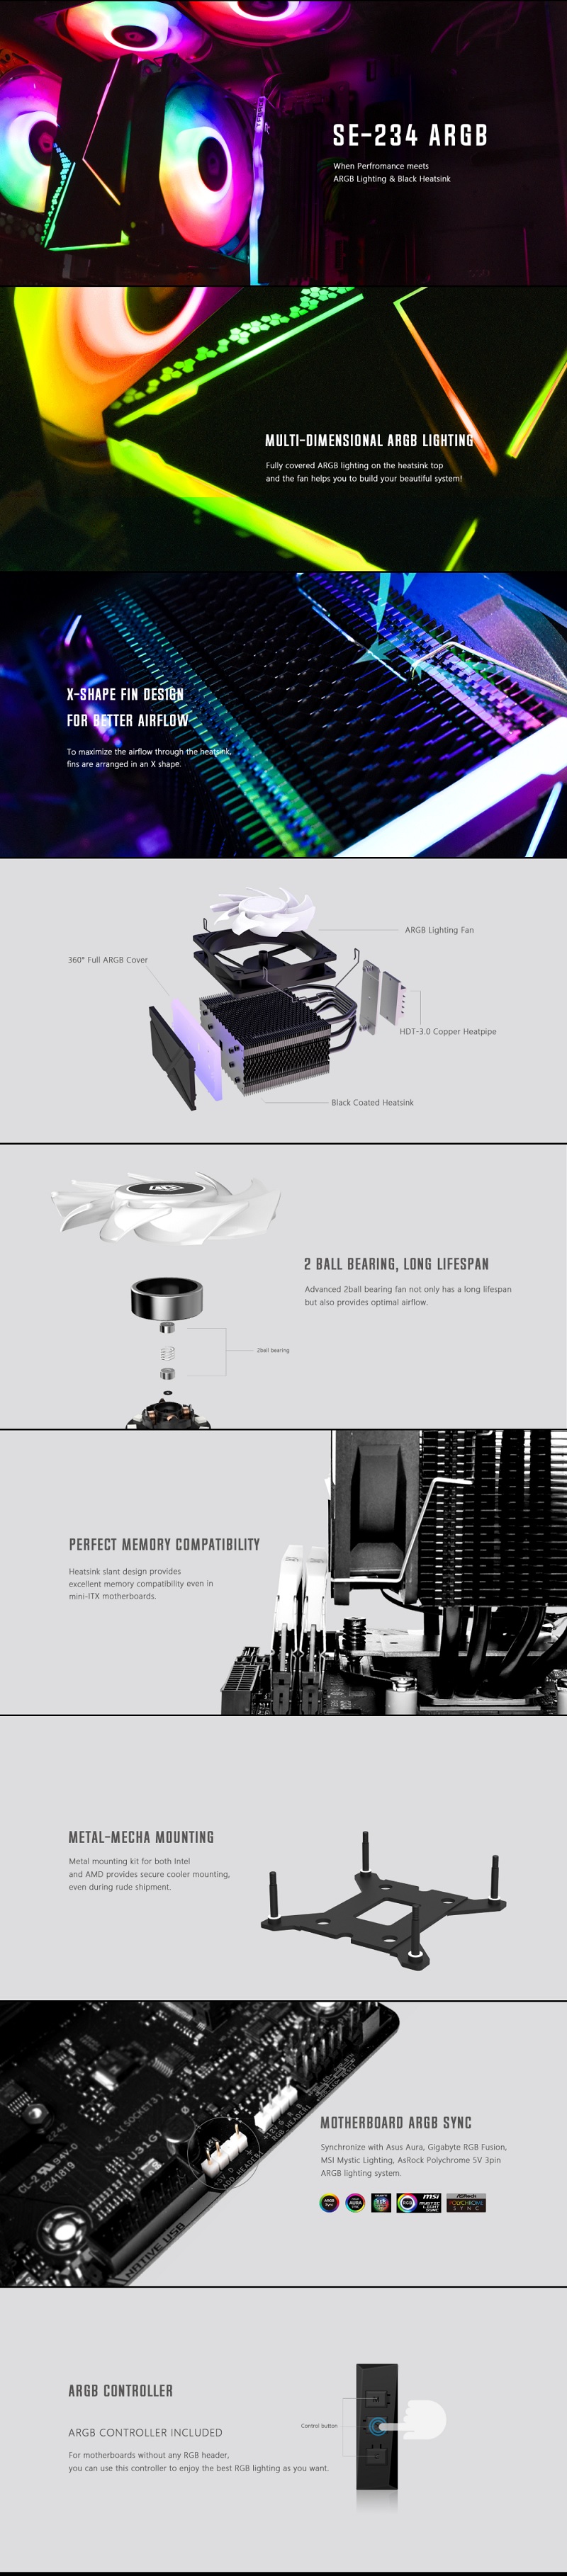 SE-234 ARGB
When Perfromance meets
ARGB Lighting & Black Heatsink
MULTI-DIMENSIONAL ARGB LIGHTING
Fully covered ARGB lighting on the heatsink top
and the fan helps you to build your beautiful system!
X-SHAPE FIN DESIGN
FOR BETTER AIRFLOW
To maximize the airflow through the heatsink,
fins are arranged in an X shape.
ARGB Lighting Fan
360° Full ARGB Cover
HDT-3.0 Copper Heatpipe
Black Coated Heatsink
2 BALL BEARING, LONG LIFESPAN
Advanced 2ball bearing fan not only has a long lifespan
but also provides optimal airflow.
2ball bearing
PERFECT MEMORY COMPATIBILITY
Heatsink slant design provides
excellent memory compatibility even in
mini-ITX motherboards.
METAL-MECHA MOUNTING
Metal mounting kit for both Intel
and AMD provides secure cooler mounting,
even during rude shipment.
MOTHERBOARD ARGB SYNC
Synchronize with Asus Aura, Gigabyte RGB Fusion,
MSI Mystic Lighting, AsRock Polychrome 5V 3pin
ARGB lighting system.
NATIVE USB
E241819
ARGB CONTROLLER
ARGB CONTROLLER INCLUDED
Control button
For motherboards without any RGB header,
you can use this controller to enjoy the best RGB lighting as you want.